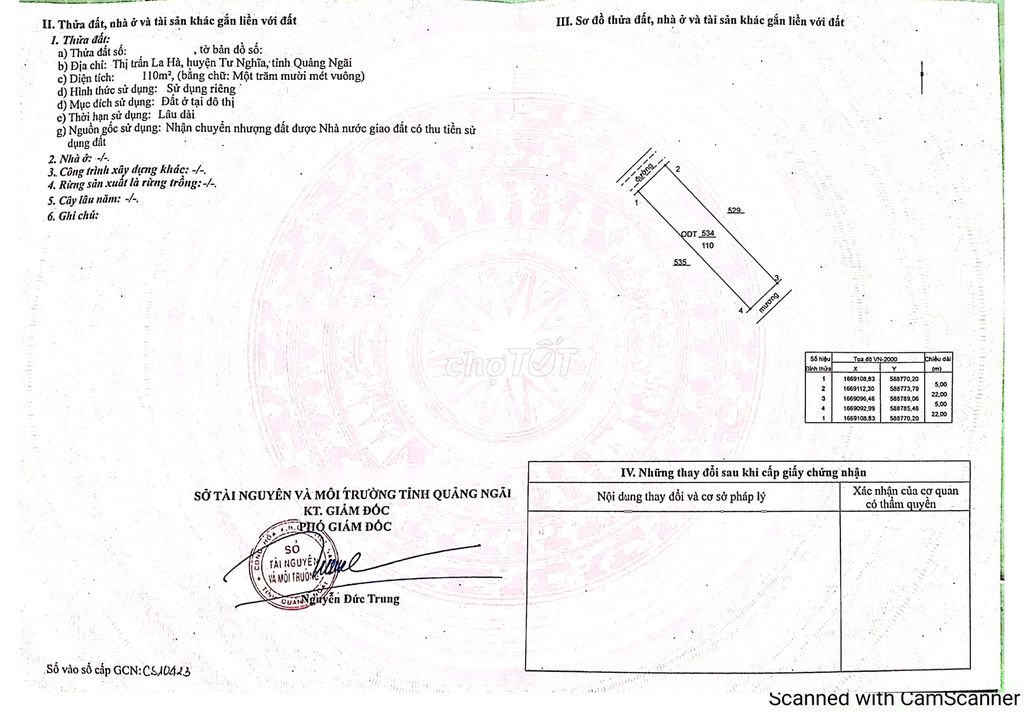 II. Thửa đất, nhà ở và tài sản khác gắn liền với đất
1. Thửa đất:
a) Thửa đất số: , tờ bản đồ số:
b) Địa chỉ: Thị trấn La Hà, huyện Tư Nghĩa, tỉnh Quảng Ngãi
c) Diện tích: 110m², (bằng chữ: Một trăm mười mét vuông)
d) Hình thức sử dụng: Sử dụng riêng
đ) Mục đích sử dụng: Đất ở tại đô thị
e) Thời hạn sử dụng: Lâu dài
g) Nguồn gốc sử dụng: Nhận chuyển nhượng đất được Nhà nước giao đất có thu tiền sử
dụng đất
2. Nhà ở: -/-.
3. Công trình xây dựng khác: -/-.
4. Rừng sản xuất là rừng trồng:-/-.
5. Cây lâu năm: -/-.
6. Ghi chú:
SỞ TÀI NGUYÊN VÀ MÔI TRƯỜNG TỈNH QUẢNG NGÃI
KT. GIÁM ĐỐC
PHÓ GIÁM ĐỐC
SỞ
TÀI NGUYÊN
VÀ MÔI TRƯỜNG
Nguyễn Đức Trung
Số vào sổ cấp GCN: CS10423
III. Sơ đồ thửa đất, nhà ở và tài sản khác gắn liền với đất
đường
2
1
529
ODT 534
110
535
3
4
mương
Số hiệu Tọa độ VN-2000 Chiều dài
Đỉnh thửa X Y (m)
1 1669108,83 588770,20
5,00
2 1669112,30 588773,79
22,00
3 1669096,46 588789,06
5,00
4 1669092,99 588785,46
22,00
1 1669108,83 588770,20
IV. Những thay đổi sau khi cấp giấy chứng nhận
Nội dung thay đổi và cơ sở pháp lý
Xác nhận của cơ quan
có thẩm quyền
chợTỐT
Scanned with CamScanner